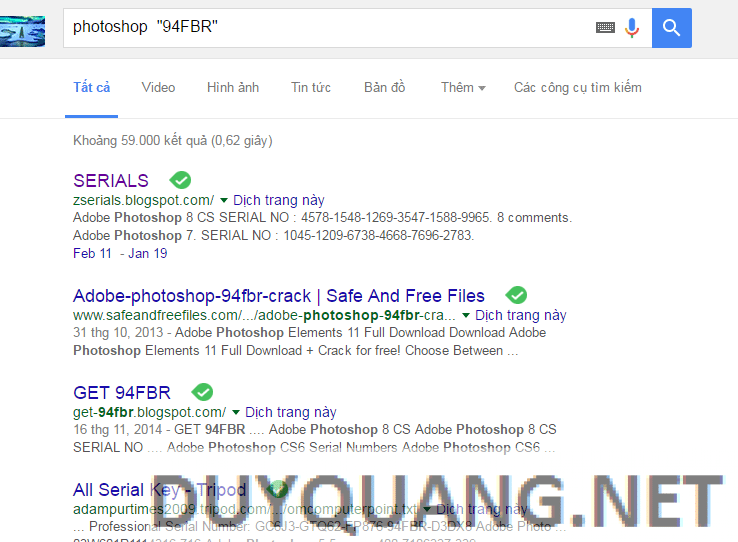 photoshop "94FBR"
Tất cả Video Hình ảnh Tin tức Bản đồ Thêm Các công cụ tìm kiếm
Khoảng 59.000 kết quả (0,62 giây)
SERIALS
zserials.blogspot.com/ Dịch trang này
Adobe Photoshop 8 CS SERIAL NO : 4578-1548-1269-3547-1588-9965. 8 comments.
Adobe Photoshop 7. SERIAL NO : 1045-1209-6738-4668-7696-2783.
Feb 11 - Jan 19
Adobe-photoshop-94fbr-crack | Safe And Free Files
www.safeandfreefiles.com/.../adobe-photoshop-94fbr-cra... Dịch trang này
31 thg 10, 2013 - Adobe Photoshop Elements 11 Full Download Download Adobe
Photoshop Elements 11 Full Download + Crack for free! Choose Between ...
GET 94FBR
get-94fbr.blogspot.com/ Dịch trang này
16 thg 11, 2014 - GET 94FBR .... Adobe Photoshop 8 CS Adobe Photoshop 8 CS
SERIAL NO .... Adobe Photoshop CS6 Serial Numbers Adobe Photoshop CS6 ...
All Serial Key - Tripod
adampurtimes2009.tripod.com/.../omcomputerpoint.txt Dịch trang này
... Professional Serial Number: 94FBR Adobe Photo ...
DUYQUANG.NET